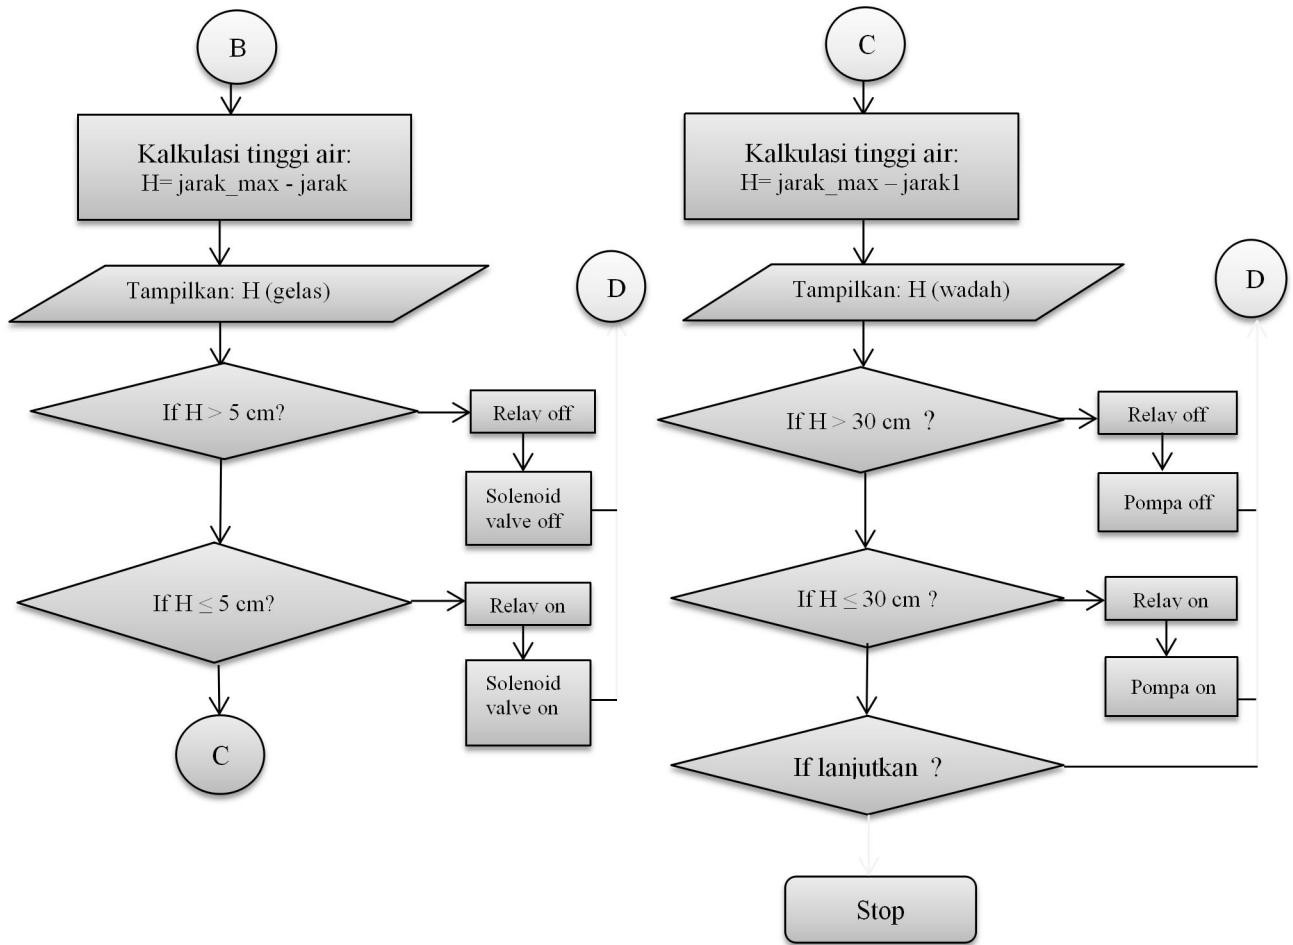 B
Kalkulasi tinggi air:
H= jarak_max - jarak
Tampilkan: H (gelas)
D
If H > 5 cm?
Relay off
Solenoid
valve off
If H ≤ 5 cm?
Relay on
Solenoid
valve on
C
C
Kalkulasi tinggi air:
H= jarak_max – jarak1
Tampilkan: H (wadah)
D
If H > 30 cm ?
Relay off
Pompa off
If H ≤ 30 cm ?
Relay on
Pompa on
If lanjutkan ?
Stop